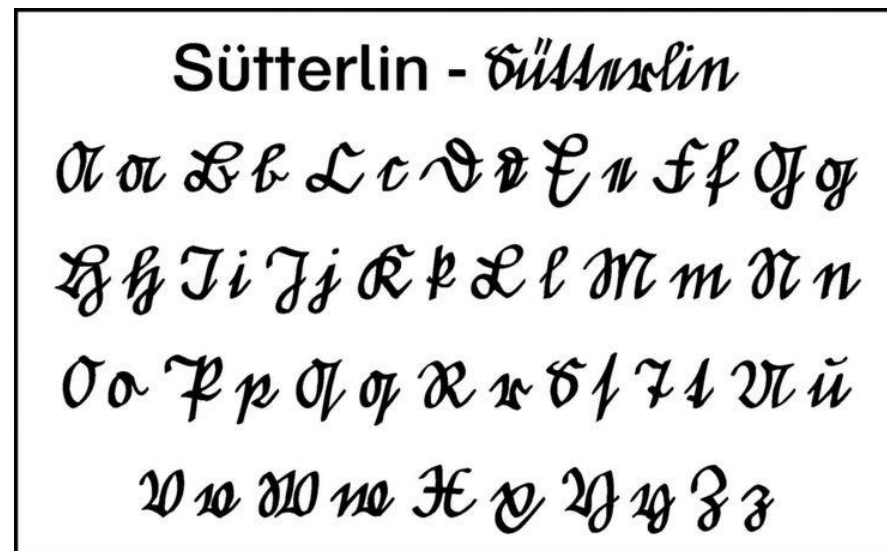 Sütterlin - Sütterlin
A a B b C c D d E e F f G g
H h I i J j K k L l M m N n
O o P p Q q R r S s T t U u
V v W w X x Y y Z z